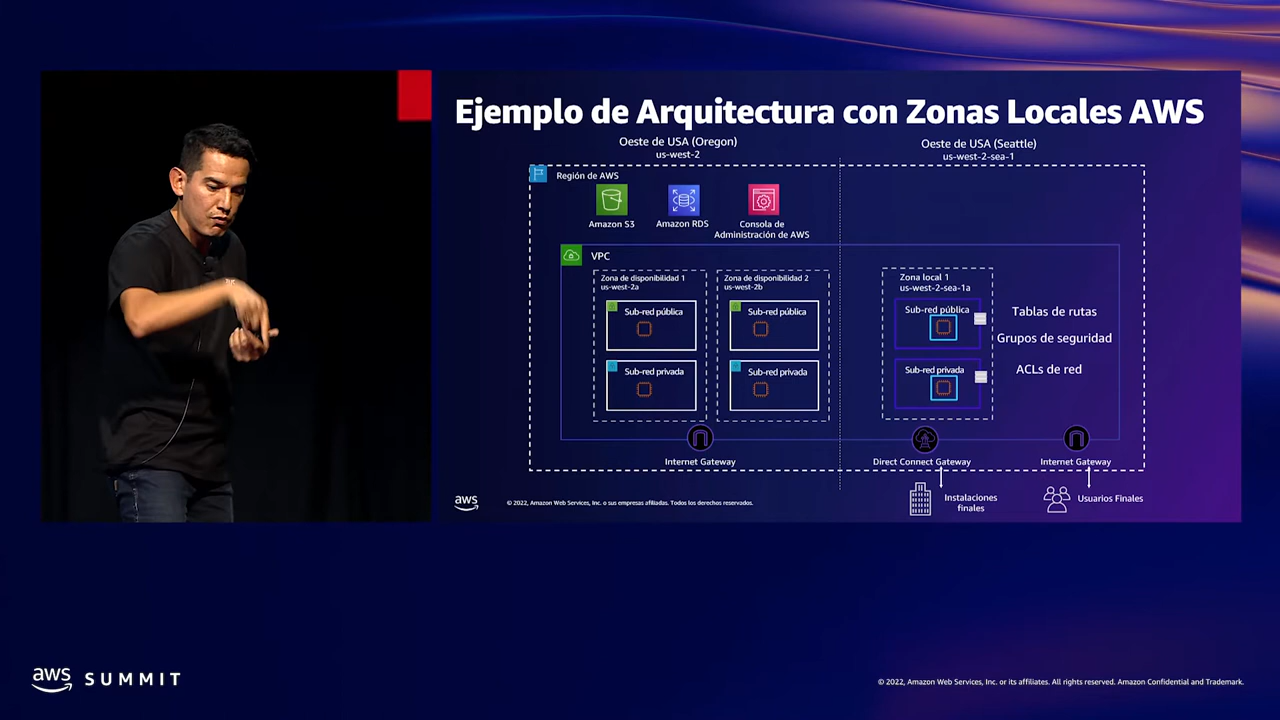 Ejemplo de Arquitectura con Zonas Locales AWS
Oeste de USA (Oregon)
us-west-2
Oeste de USA (Seattle)
us-west-2-sea-1
Región de AWS
Amazon S3
Amazon RDS
Consola de
Administración de AWS
VPC
Zona de disponibilidad 1
us-west-2a
Sub-red pública
Sub-red privada
Zona de disponibilidad 2
us-west-2b
Sub-red pública
Sub-red privada
Zona local 1
us-west-2-sea-1a
Sub-red pública
Sub-red privada
Tablas de rutas
Grupos de seguridad
ACLs de red
Internet Gateway
Direct Connect Gateway
Internet Gateway
Instalaciones
finales
Usuarios Finales
aws
© 2022, Amazon Web Services, Inc. o sus empresas afiliadas. Todos los derechos reservados.
aws SUMMIT
© 2022, Amazon Web Services, Inc. or its affiliates. All rights reserved. Amazon Confidential and Trademark.